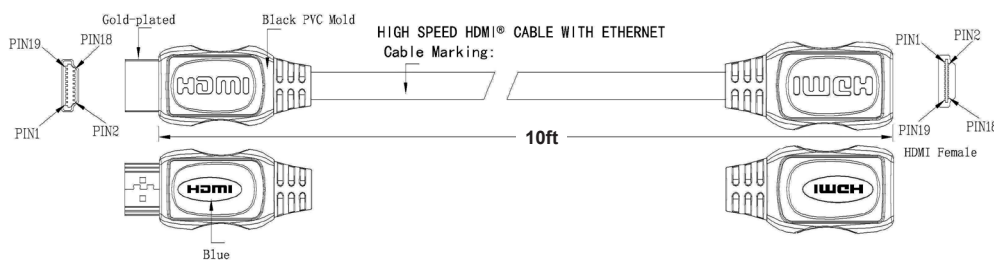 Gold-plated
Black PVC Mold
HIGH SPEED HDMI® CABLE WITH ETHERNET
Cable Marking:
PIN19
PIN18
PIN1
PIN2
HDMI
HDMI
PIN1
PIN2
PIN19
PIN18
10ft
HDMI Female
HDMI
HDMI
Blue